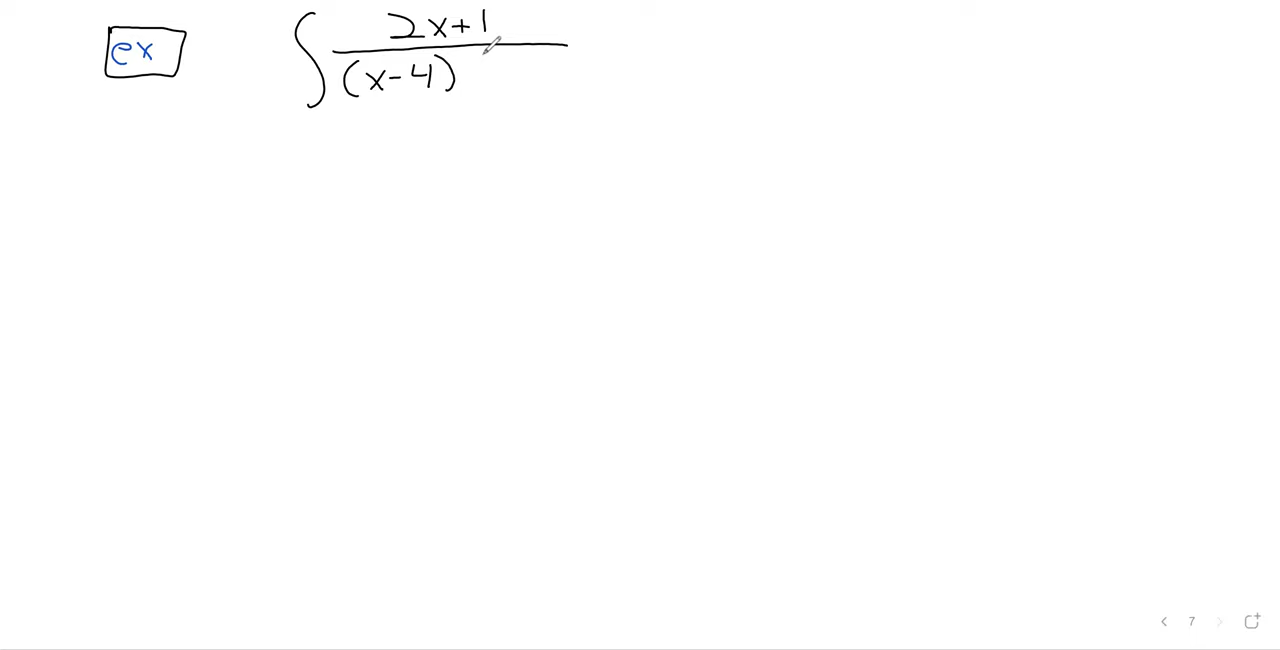 ex ∫ 2x+1
(x-4)
< 7 >